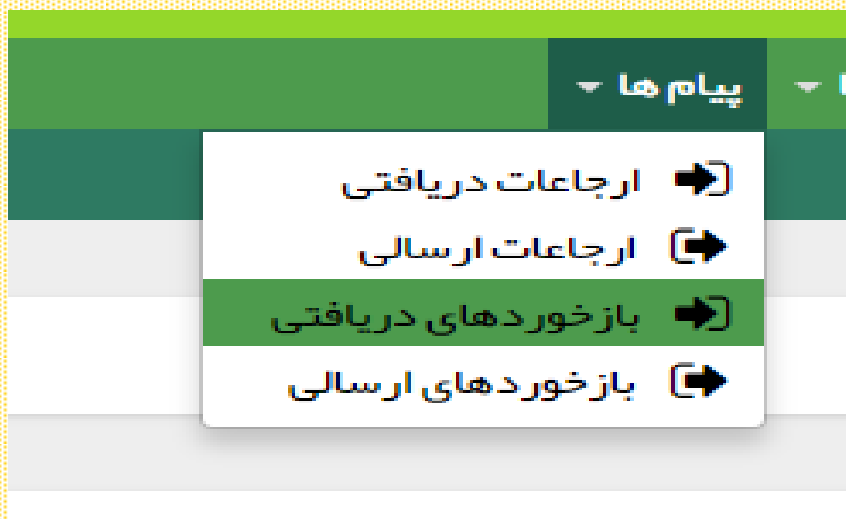 پیام ها
ارجاعات دریافتی
ارجاعات ارسالی
بازخوردهای دریافتی
بازخوردهای ارسالی